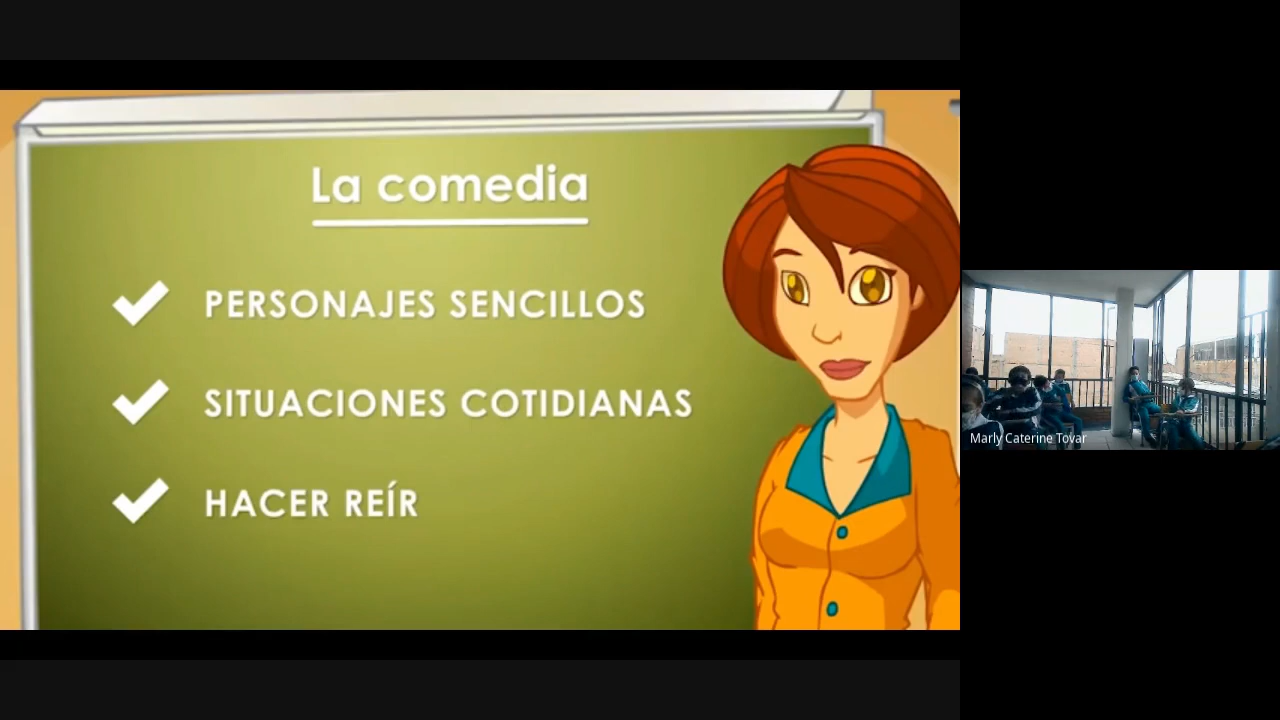 La comedia
PERSONAJES SENCILLOS
SITUACIONES COTIDIANAS
HACER REÍR
Marly Caterine Tovar